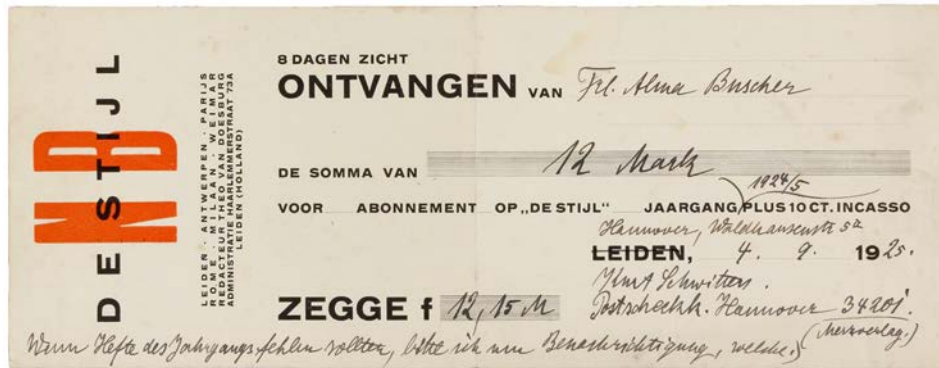 NB
DE STIJL
LEIDEN · ANTWERPEN · PARIJS
ROME · MILAAN · WEIMAR
REDACTEUR THEO VAN DOESBURG
ADMINISTRATIE HAARLEMMERSTRAAT 73A
LEIDEN (HOLLAND)
8 DAGEN ZICHT
ONTVANGEN VAN Frl. Alma Buscher
DE SOMMA VAN 12 Mark
1924/5
VOOR ABONNEMENT OP „DE STIJL" JAARGANG PLUS 10 CT. INCASSO
Hannover, Waldhausenstr 5a
LEIDEN, 4. 9. 1925.
Kurt Schwitters.
ZEGGE f 12,15 M
Postscheckk. Hannover 34201.
(Merzverlag.)
Wenn Hefte des Jahrgangs fehlen sollten, bitte ich um Benachrichtigung, welche.